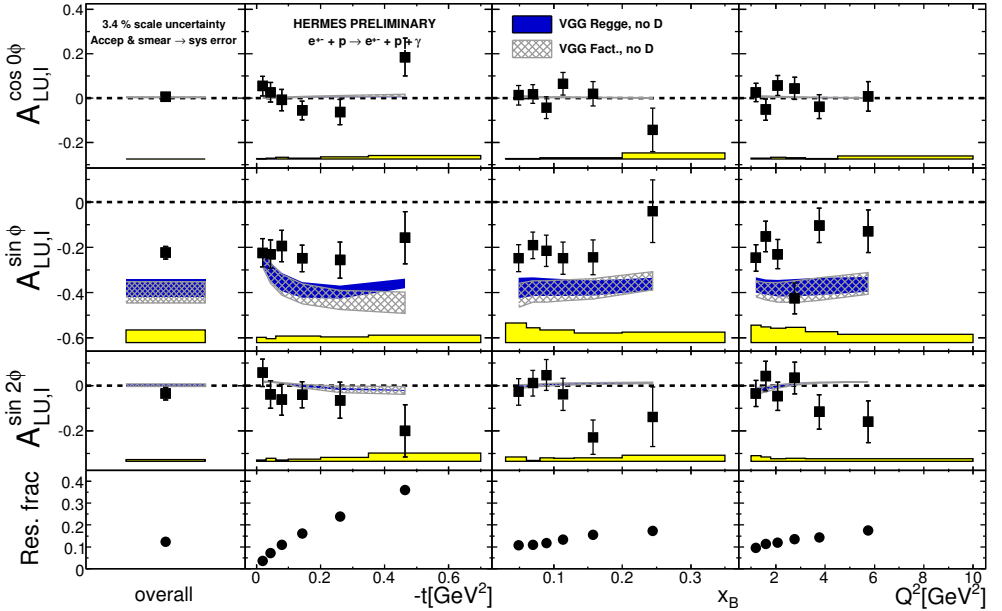 3.4 % scale uncertainty
Accep & smear → sys error
HERMES PRELIMINARY
e⁺⁻ + p → e⁺⁻ + p + γ
VGG Regge, no D
VGG Fact., no D
A_{LU,I}^{cos 0ϕ}
0.2
0
-0.2
A_{LU,I}^{sin ϕ}
0
-0.2
-0.4
-0.6
A_{LU,I}^{sin 2ϕ}
0
-0.2
Res. frac
0.4
0.3
0.2
0.1
0
0 0.2 0.4 0.6
0.1 0.2 0.3
2 4 6 8 10
overall
-t[GeV²]
x_B
Q²[GeV²]